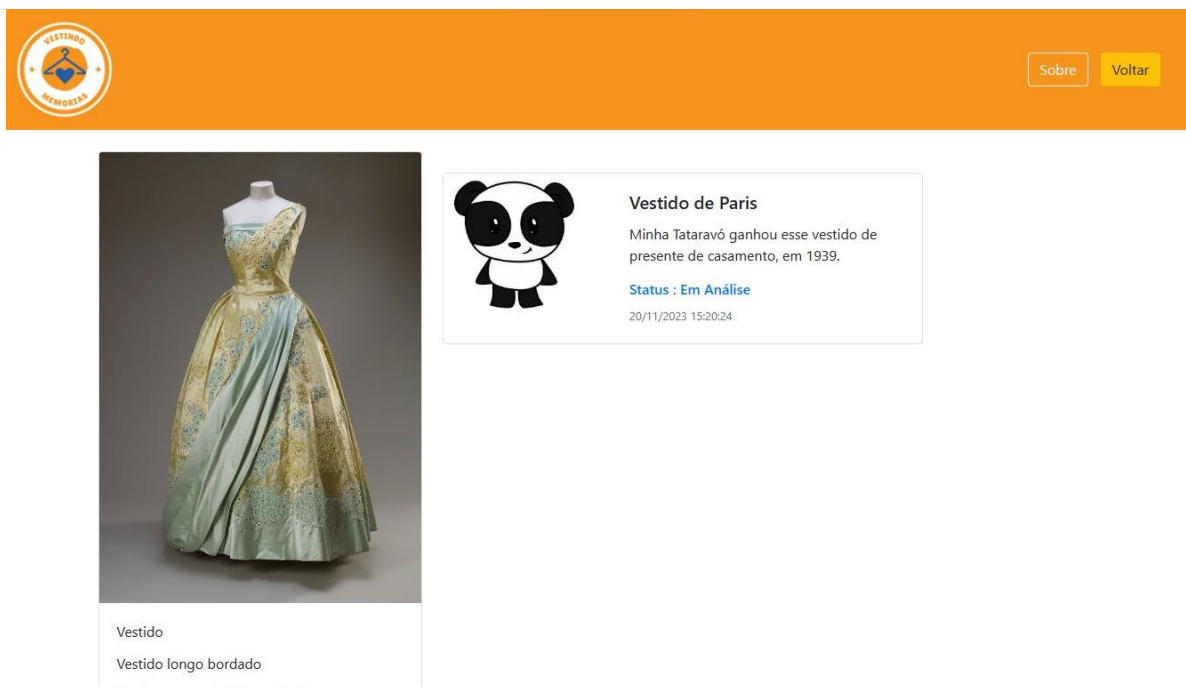 VESTINDO
MEMORIAS
Sobre
Voltar
Vestido de Paris
Minha Tataravó ganhou esse vestido de
presente de casamento, em 1939.
Status : Em Análise
20/11/2023 15:20:24
Vestido
Vestido longo bordado